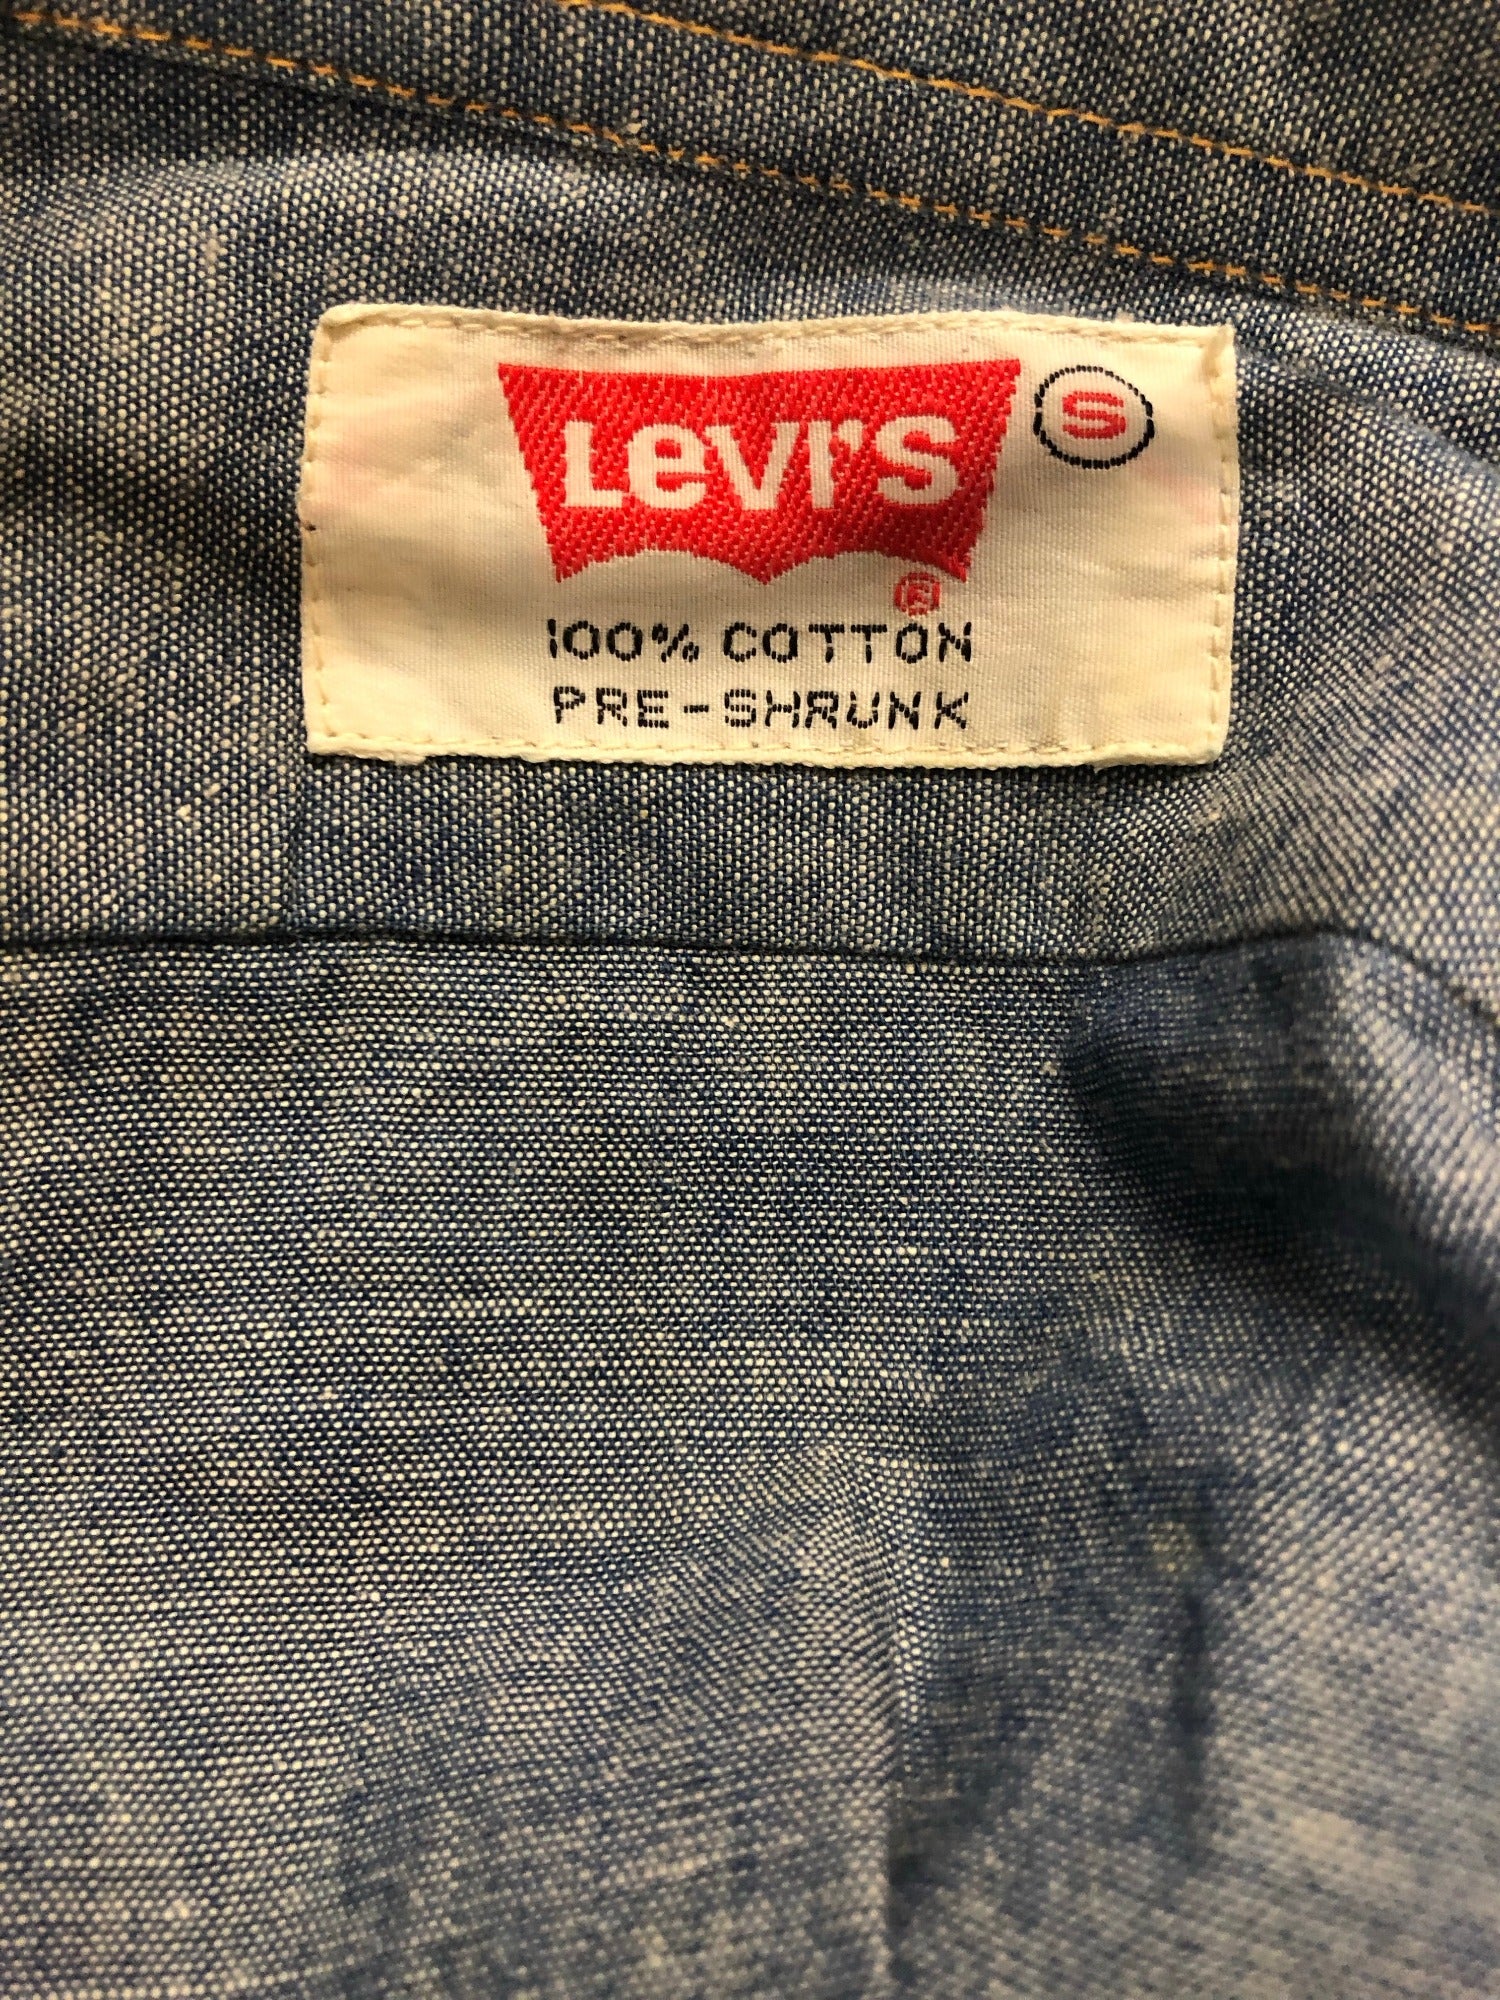 Levi's S
®
100% COTTON
PRE-SHRUNK